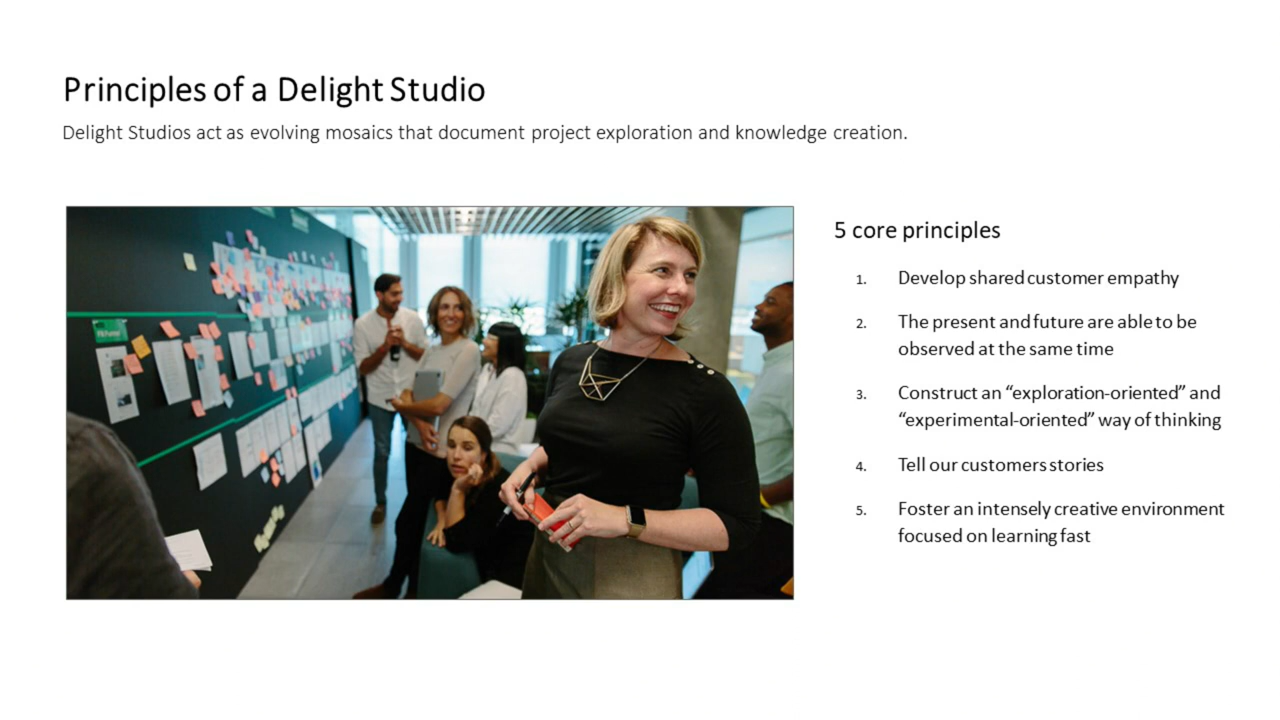 Principles of a Delight Studio
Delight Studios act as evolving mosaics that document project exploration and knowledge creation.
5 core principles
1. Develop shared customer empathy
2. The present and future are able to be
observed at the same time
3. Construct an “exploration-oriented” and
“experimental-oriented” way of thinking
4. Tell our customers stories
5. Foster an intensely creative environment
focused on learning fast